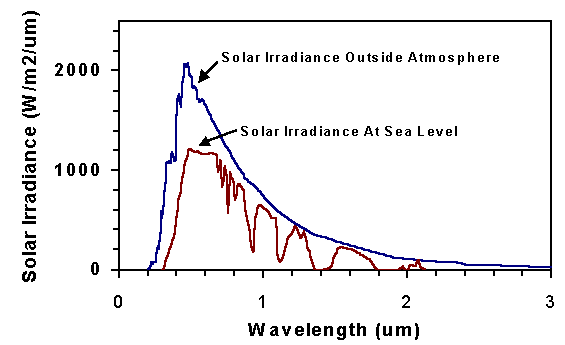 Solar Irradiance (W/m2/um)
2000
1000
0
Solar Irradiance Outside Atmosphere
Solar Irradiance At Sea Level
0 1 2 3
Wavelength (um)